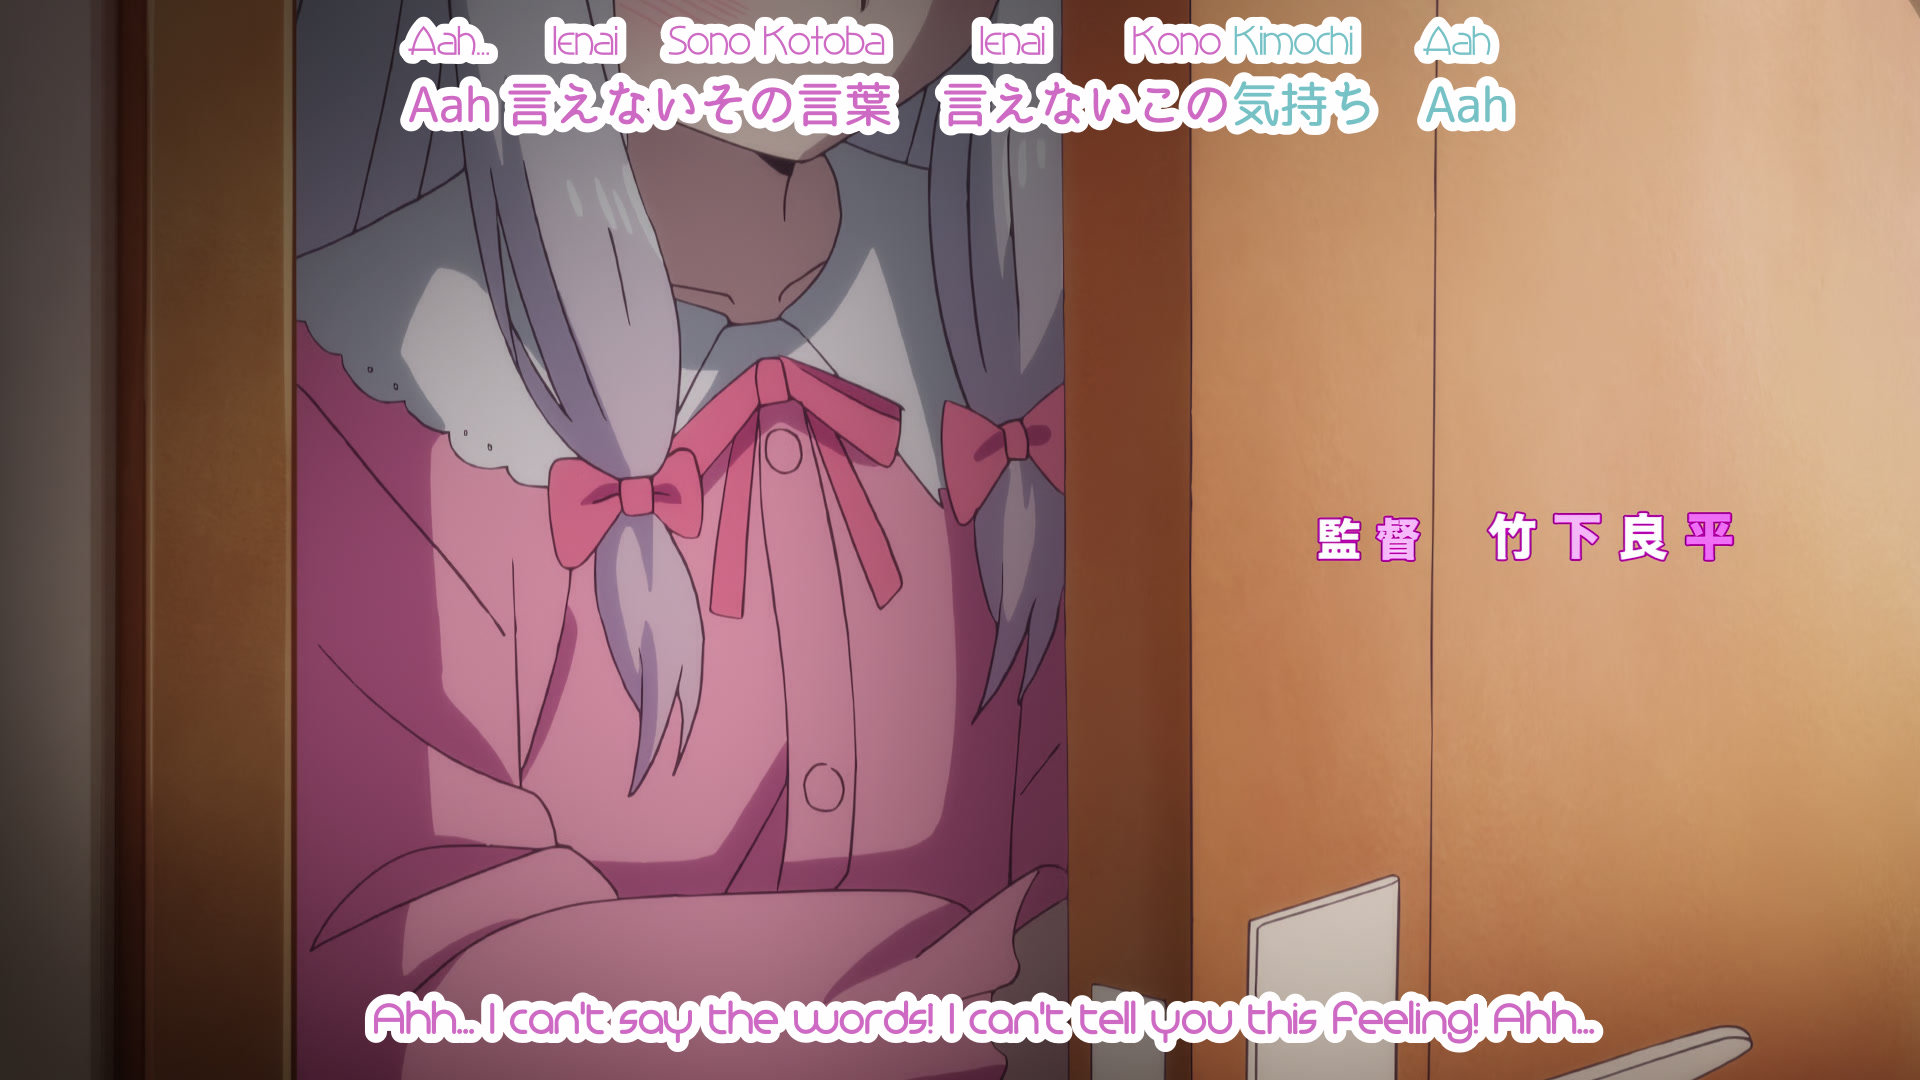 Aah... Ienai Sono Kotoba Ienai Kono Kimochi Aah
Aah 言えないその言葉 言えないこの気持ち Aah
監督 竹下良平
Ahh... I can't say the words! I can't tell you this feeling! Ahh...